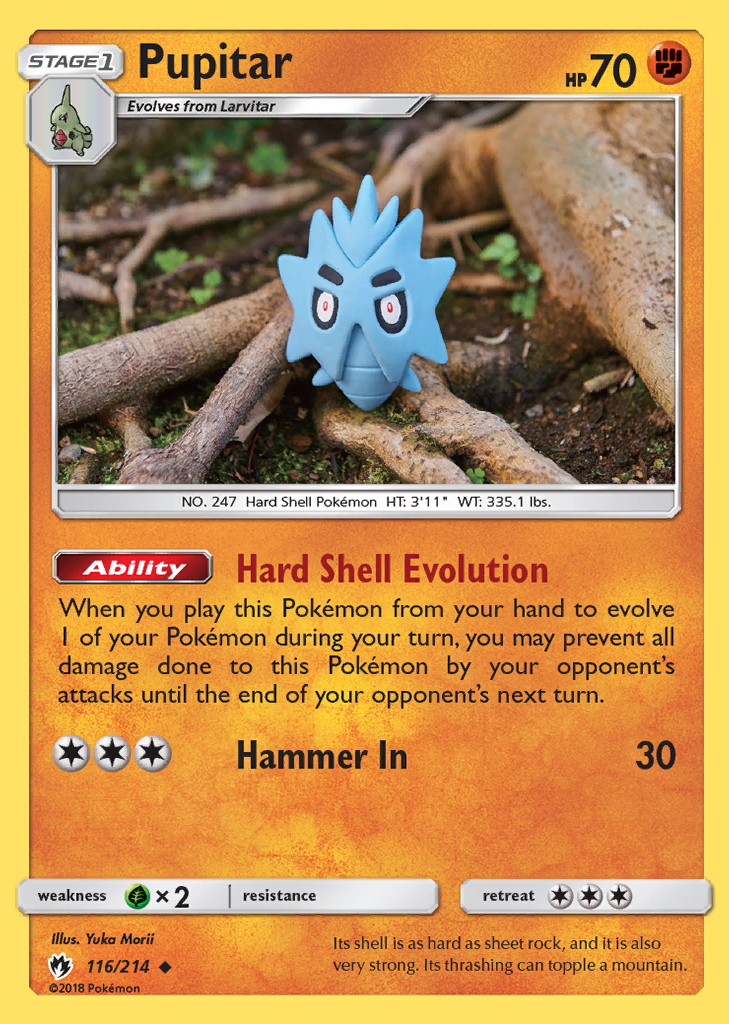 STAGE1
Pupitar
HP70
Evolves from Larvitar
NO. 247 Hard Shell Pokémon HT: 3'11" WT: 335.1 lbs.
Ability Hard Shell Evolution
When you play this Pokémon from your hand to evolve
1 of your Pokémon during your turn, you may prevent all
damage done to this Pokémon by your opponent's
attacks until the end of your opponent's next turn.
Hammer In 30
weakness ×2 resistance retreat
Illus. Yuka Morii
116/214
©2018 Pokémon
Its shell is as hard as sheet rock, and it is also
very strong. Its thrashing can topple a mountain.